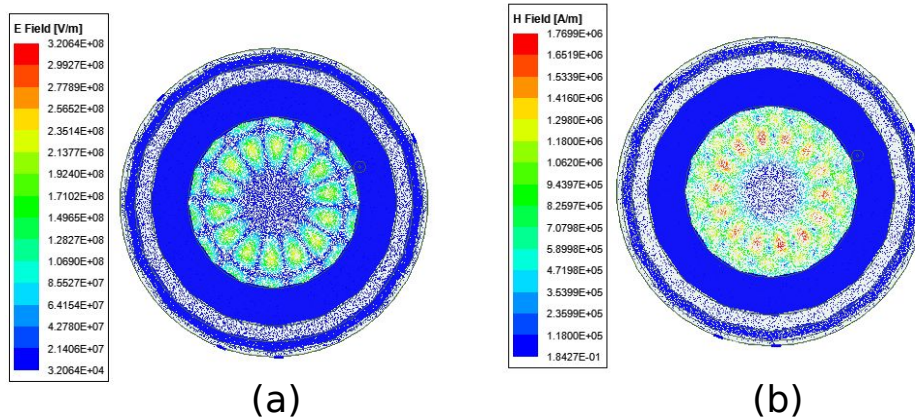 E Field [V/m]
3.2064E+08
2.9927E+08
2.7789E+08
2.5652E+08
2.3514E+08
2.1377E+08
1.9240E+08
1.7102E+08
1.4965E+08
1.2827E+08
1.0690E+08
8.5527E+07
6.4154E+07
4.2780E+07
2.1406E+07
3.2064E+04
(a)
H Field [A/m]
1.7699E+06
1.6519E+06
1.5339E+06
1.4160E+06
1.2980E+06
1.1800E+06
1.0620E+06
9.4397E+05
8.2597E+05
7.0798E+05
5.8998E+05
4.7198E+05
3.5399E+05
2.3599E+05
1.1800E+05
1.8427E-01
(b)